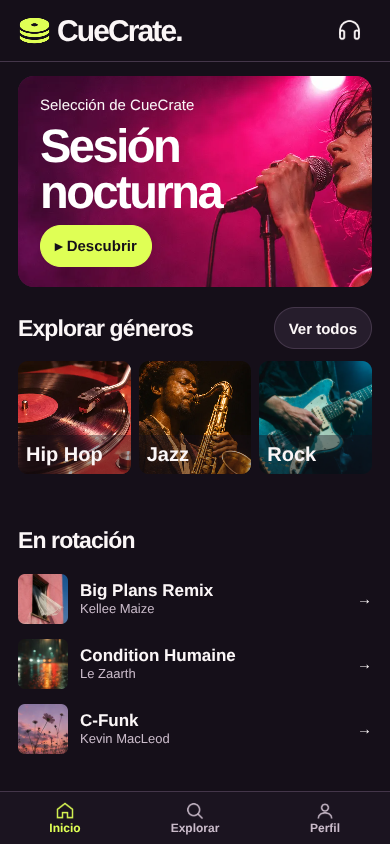 CueCrate.
Selección de CueCrate
Sesión
nocturna
▸ Descubrir
Explorar géneros
Ver todos
Hip Hop
Jazz
Rock
En rotación
Big Plans Remix
Kellee Maize
→
Condition Humaine
Le Zaarth
→
C-Funk
Kevin MacLeod
→
Inicio
Explorar
Perfil